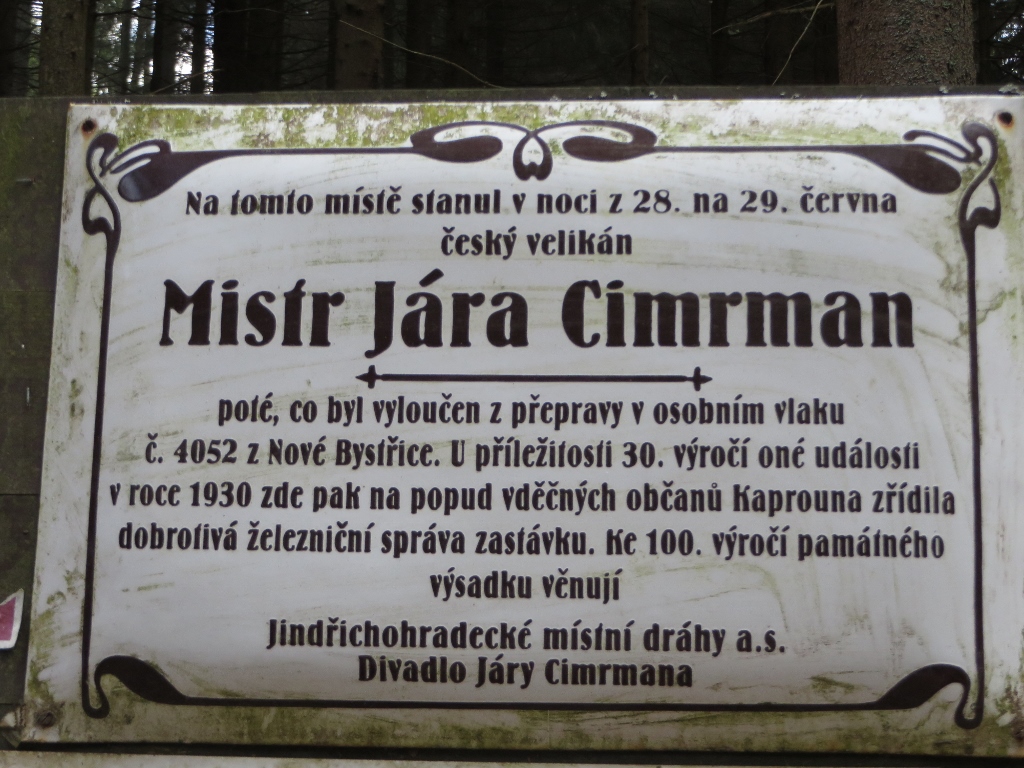 Na tomto místě stanul v noci z 28. na 29. června
český velikán
Mistr Jára Cimrman
poté, co byl vyloučen z přepravy v osobním vlaku
č. 4052 z Nové Bystřice. U příležitosti 30. výročí oné události
v roce 1930 zde pak na popud vděčných občanů Kaprouna zřídila
dobrotivá železniční správa zastávku. Ke 100. výročí památného
výsadku věnují
Jindřichohradecké místní dráhy a.s.
Divadlo Járy Cimrmana